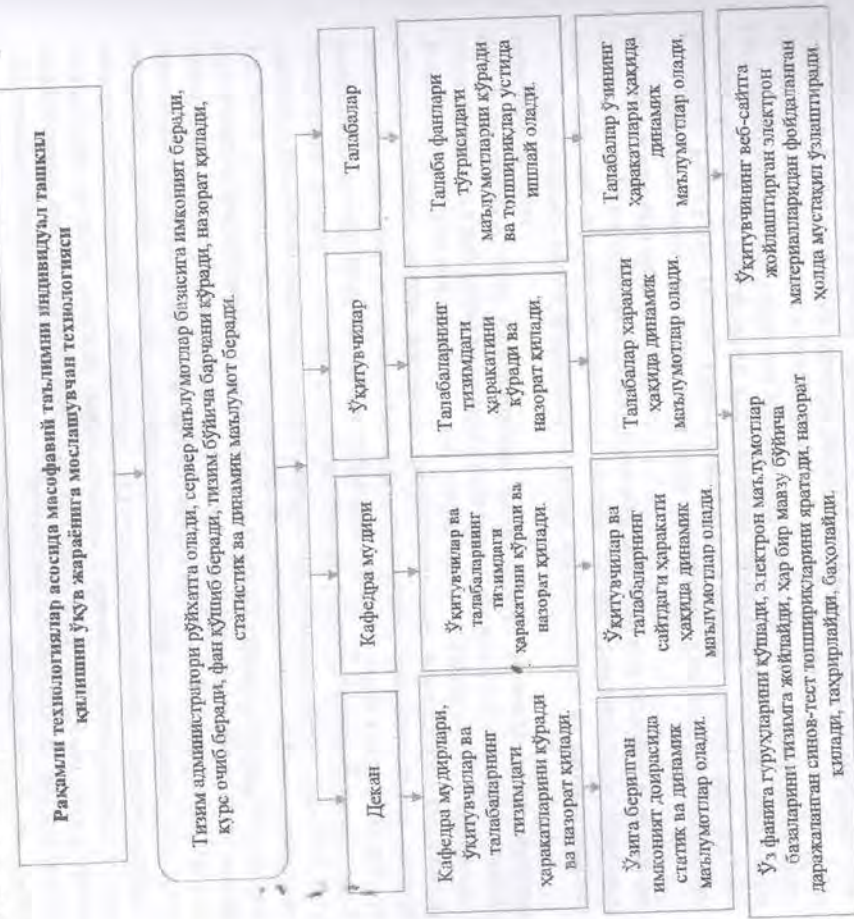 Рақамли технологиялар асосида масофавий таълимни индивидуал ташкил
қилишни ўқув жараёнига мослашувчан технологияси
Тизим администратори рўйхатга олади, сервер маълумотлар базасига имконият беради,
курс очиб беради, фан қўшиб беради, тизим бўйича барчани кўради, назорат қилади,
статистик ва динамик маълумот беради.
Декан
Кафедра мудири
Ўқитувчилар
Талабалар
Кафедра мудирлари,
ўқитувчилар ва
талабаларнинг
тизимдаги
ҳаракатларини кўради
ва назорат қилади.
Ўқитувчилар ва
талабаларнинг
тизимдаги
ҳаракатини кўради ва
назорат қилади.
Талабаларнинг
тизимдаги
ҳаракатини
кўради ва
назорат қилади.
Талаба фанлари
тўғрисидаги
маълумотларни кўради
ва топшириқлар устида
ишлай олади.
Ўзига берилган
имконият доирасида
статик ва динамик
маълумотлар олади.
Ўқитувчилар ва
талабаларнинг
сайтдаги ҳаракати
ҳақида динамик
маълумотлар олади.
Талабалар ҳаракати
ҳақида динамик
маълумотлар олади.
Талабалар ўзининг
ҳаракатлари ҳақида
динамик
маълумотлар олади.
Ўз фанига гуруҳларини қўшади, электрон маълумотлар
базаларини тизимга жойлайди, ҳар бир мавзу бўйича
даражаланган синов-тест топшириқларини яратади, назорат
қилади, таҳрирлайди, баҳолайди.
Ўқитувчининг веб-сайтга
жойлаштирган электрон
материалларидан фойдаланган
ҳолда мустақил ўзлаштиради.